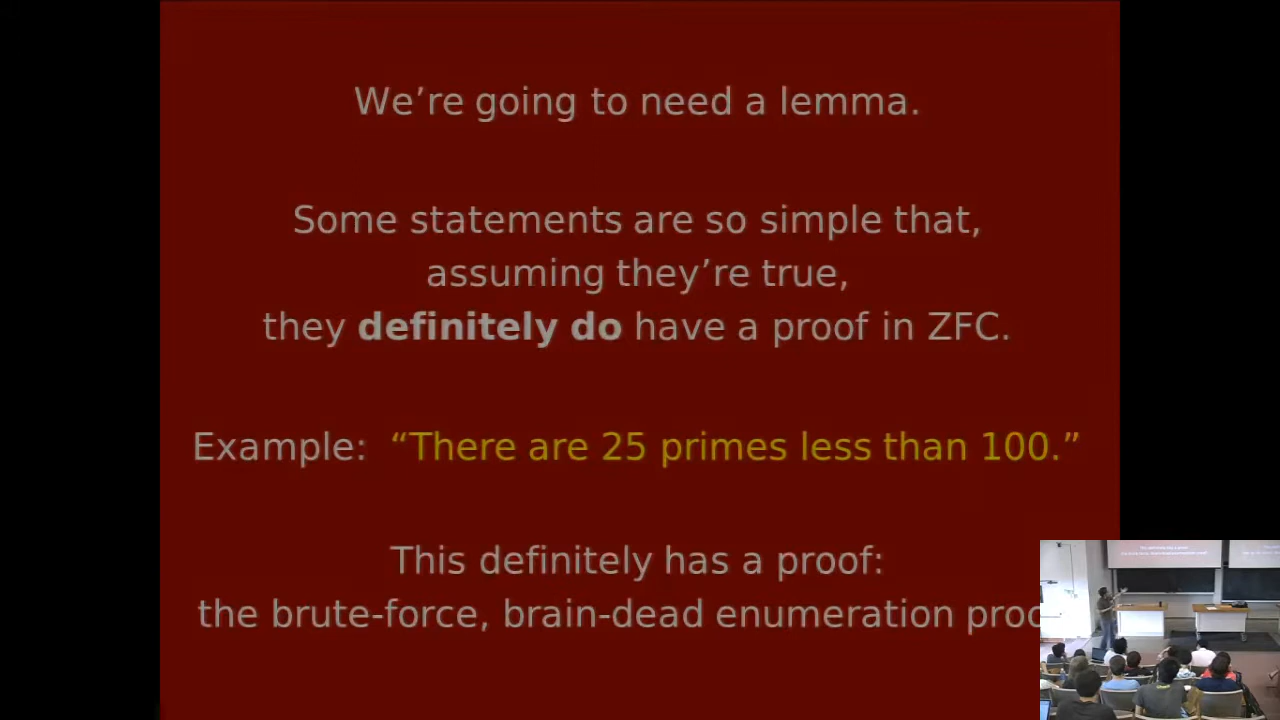 We’re going to need a lemma.
Some statements are so simple that,
assuming they’re true,
they definitely do have a proof in ZFC.
Example: “There are 25 primes less than 100.”
This definitely has a proof:
the brute-force, brain-dead enumeration